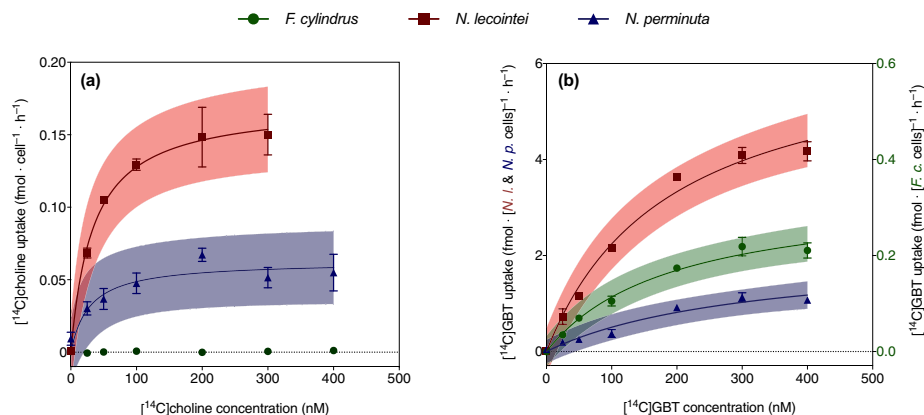 F. cylindrus N. lecointei N. perminuta
(a)
[14C]choline uptake (fmol · cell⁻¹ · h⁻¹)
0.20
0.15
0.10
0.05
0
0 100 200 300 400 500
[14C]choline concentration (nM)
(b)
[14C]GBT uptake (fmol · [N. l. & N. p. cells]⁻¹ · h⁻¹)
6
4
2
0
0 100 200 300 400 500
[14C]GBT concentration (nM)
0.6
0.4
0.2
0.0
[14C]GBT uptake (fmol · [F. c. cells]⁻¹ · h⁻¹)